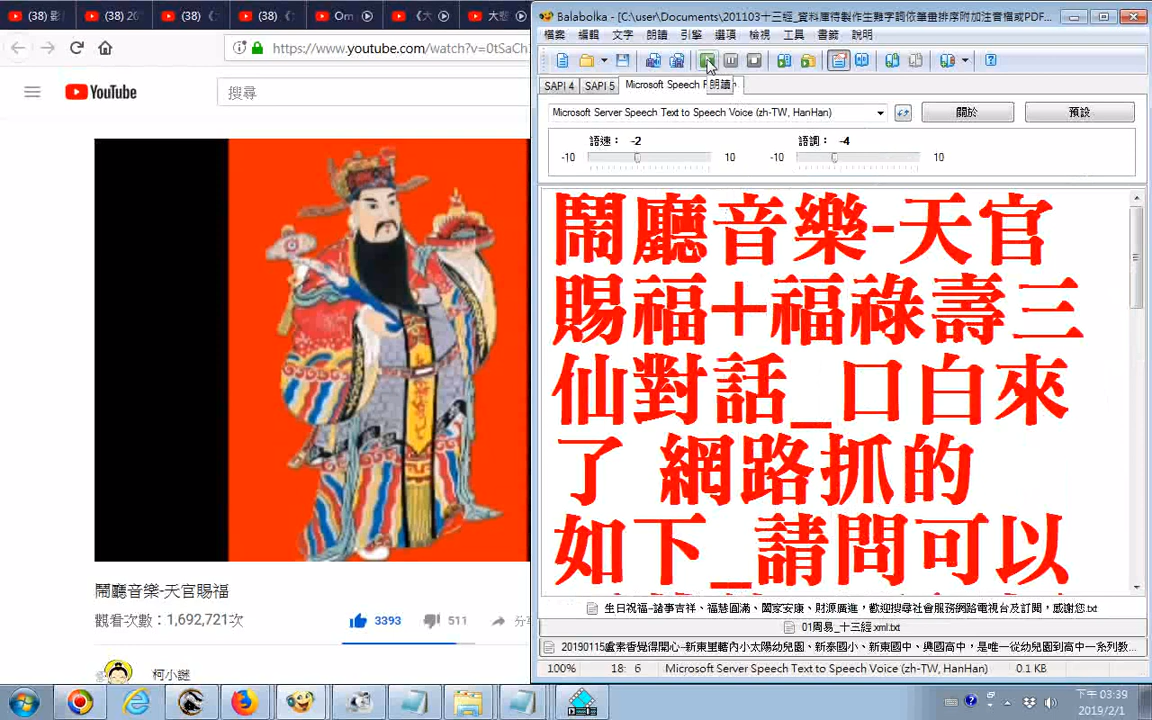 (38) 影
(38) 20
(38) 《
(38) 《
Om
《大
大悲
https://www.youtube.com/watch?v=0tSaCh
YouTube
搜尋
鬧廳音樂-天官賜福
觀看次數：1,692,721次
3393
511
柯小謎
Balabolka - [C:\user\Documents\201103十三經_資料庫待製作生難字詞依筆畫排序附加注音檔或PDF...
檔案 編輯 文字 朗讀 引擎 選項 檢視 工具 書籤 說明
SAPI 4
SAPI 5
Microsoft Speech P
朗讀
Microsoft Server Speech Text to Speech Voice (zh-TW, HanHan)
關於
預設
語速： -2
語調： -4
-10
10
-10
10
鬧廳音樂-天官
賜福+福祿壽三
仙對話_口白來
了 網路抓的
如下_請問可以
生日祝福-諸事吉祥、福慧圓滿、闔家安康、財源廣進，歡迎搜尋社會服務網路電視台及訂閱，感謝您.txt
01周易_十三經.xml.txt
20190115盧素香覺得開心-新東里轄內小太陽幼兒園、新泰國小、新東國中、興國高中，是唯一從幼兒園到高中一系列教...
100%
18: 6
Microsoft Server Speech Text to Speech Voice (zh-TW, HanHan)
0.1 KB
下午 03:39
2019/2/1